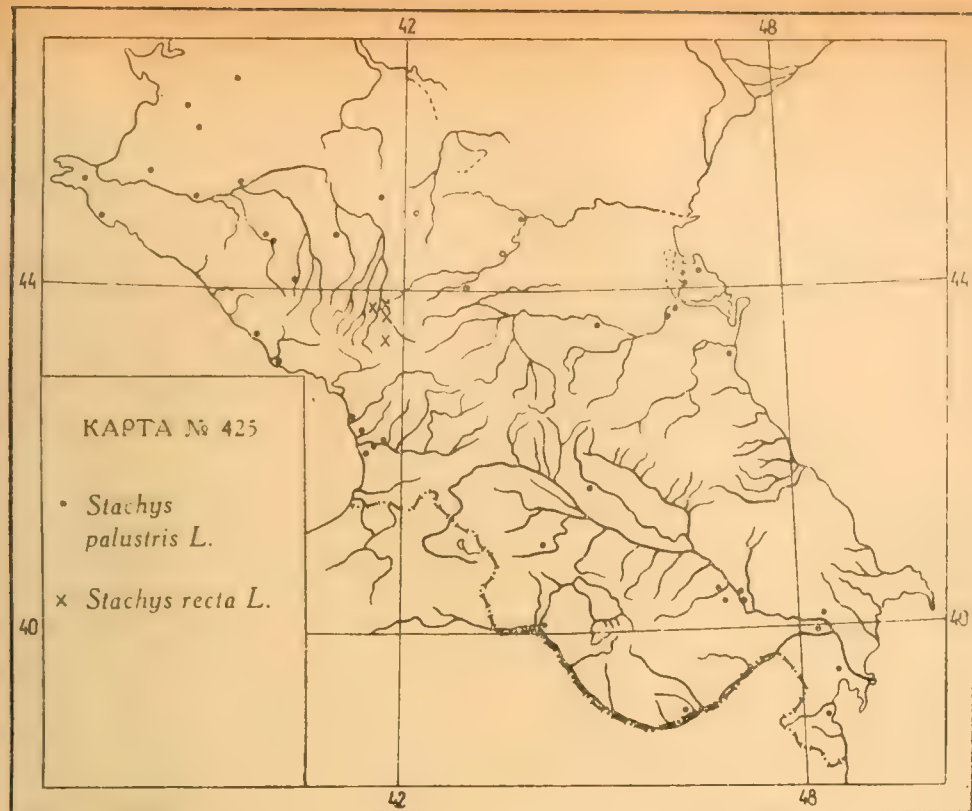 42 48
44 44
КАРТА № 425
• Stachys
palustris L.
× Stachys recta L.
40 40
42 48